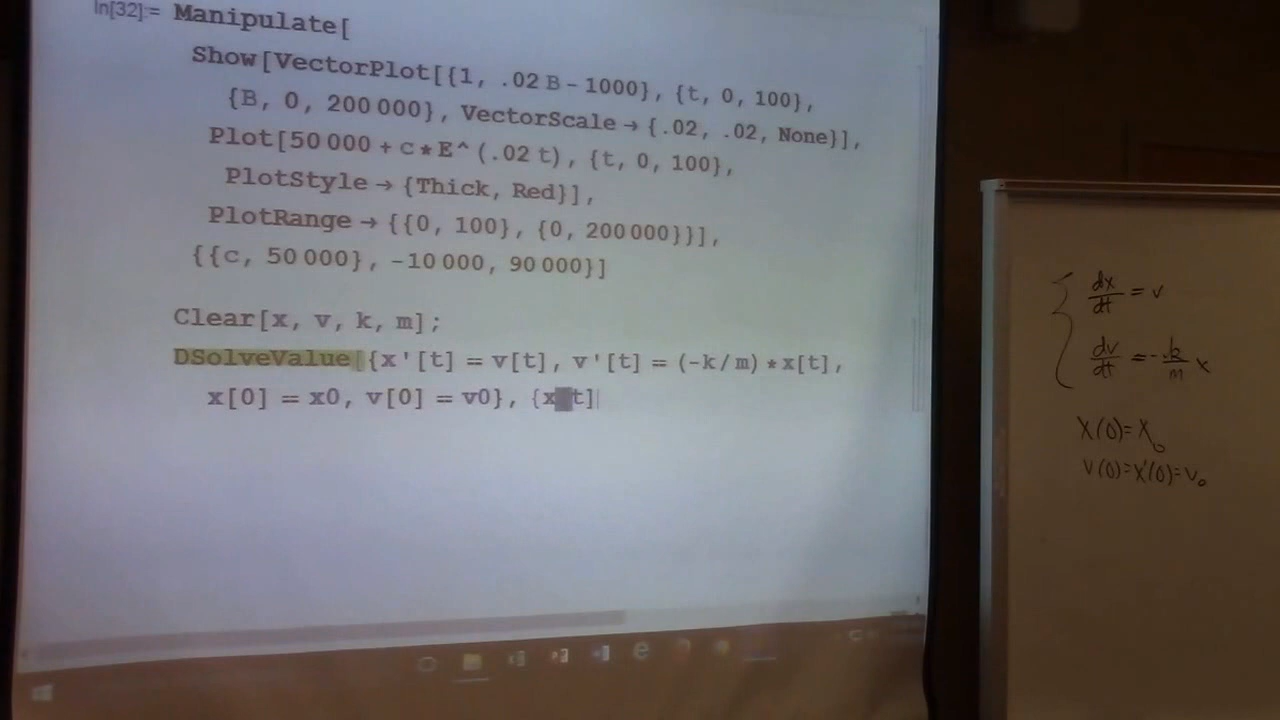 In[32]:= Manipulate[
Show[VectorPlot[{1, .02 B - 1000}, {t, 0, 100},
{B, 0, 200 000}, VectorScale → {.02, .02, None}],
Plot[50 000 + c * E^ (.02 t), {t, 0, 100},
PlotStyle → {Thick, Red}],
PlotRange → {{0, 100}, {0, 200 000}}],
{{c, 50 000}, -10 000, 90 000}]
Clear[x, v, k, m];
DSolveValue[{x'[t] = v[t], v'[t] = (-k/m) * x[t],
x[0] = x0, v[0] = v0}, {x[t]
dx/dt = v
dv/dt = -k/m x
x(0)=x₀
v(0)=x'(0)=v₀